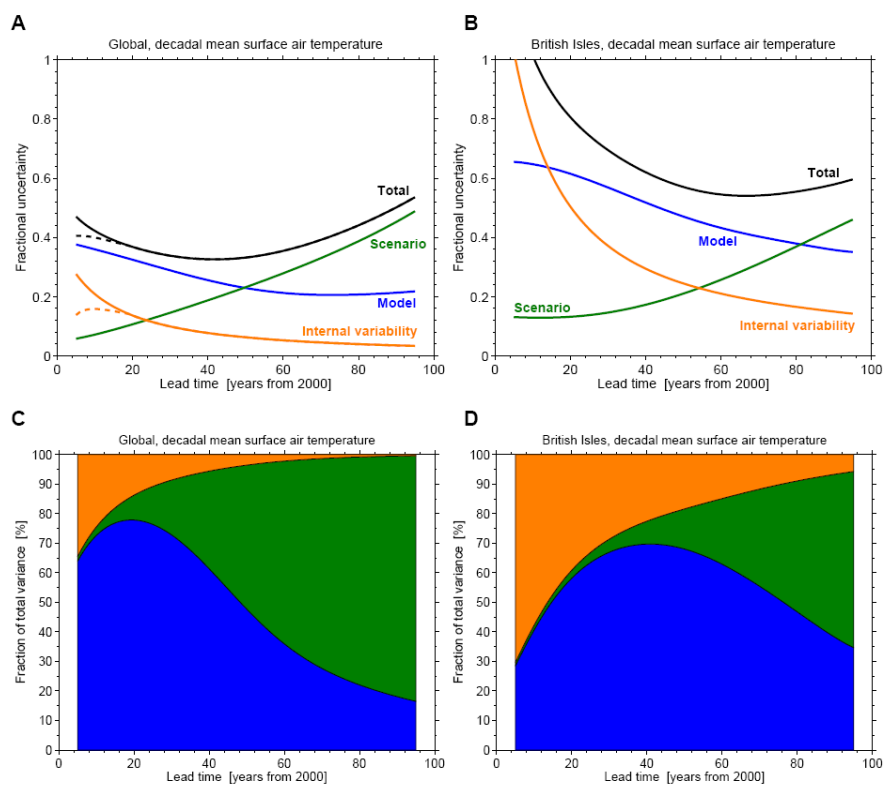 A
Global, decadal mean surface air temperature
1
0.8
0.6
0.4
0.2
0
Fractional uncertainty
Total
Scenario
Model
Internal variability
0 20 40 60 80 100
Lead time [years from 2000]
B
British Isles, decadal mean surface air temperature
1
0.8
0.6
0.4
0.2
0
Fractional uncertainty
Total
Model
Scenario
Internal variability
0 20 40 60 80 100
Lead time [years from 2000]
C
Global, decadal mean surface air temperature
100
90
80
70
60
50
40
30
20
10
0
Fraction of total variance [%]
0 20 40 60 80 100
Lead time [years from 2000]
D
British Isles, decadal mean surface air temperature
100
90
80
70
60
50
40
30
20
10
0
Fraction of total variance [%]
0 20 40 60 80 100
Lead time [years from 2000]